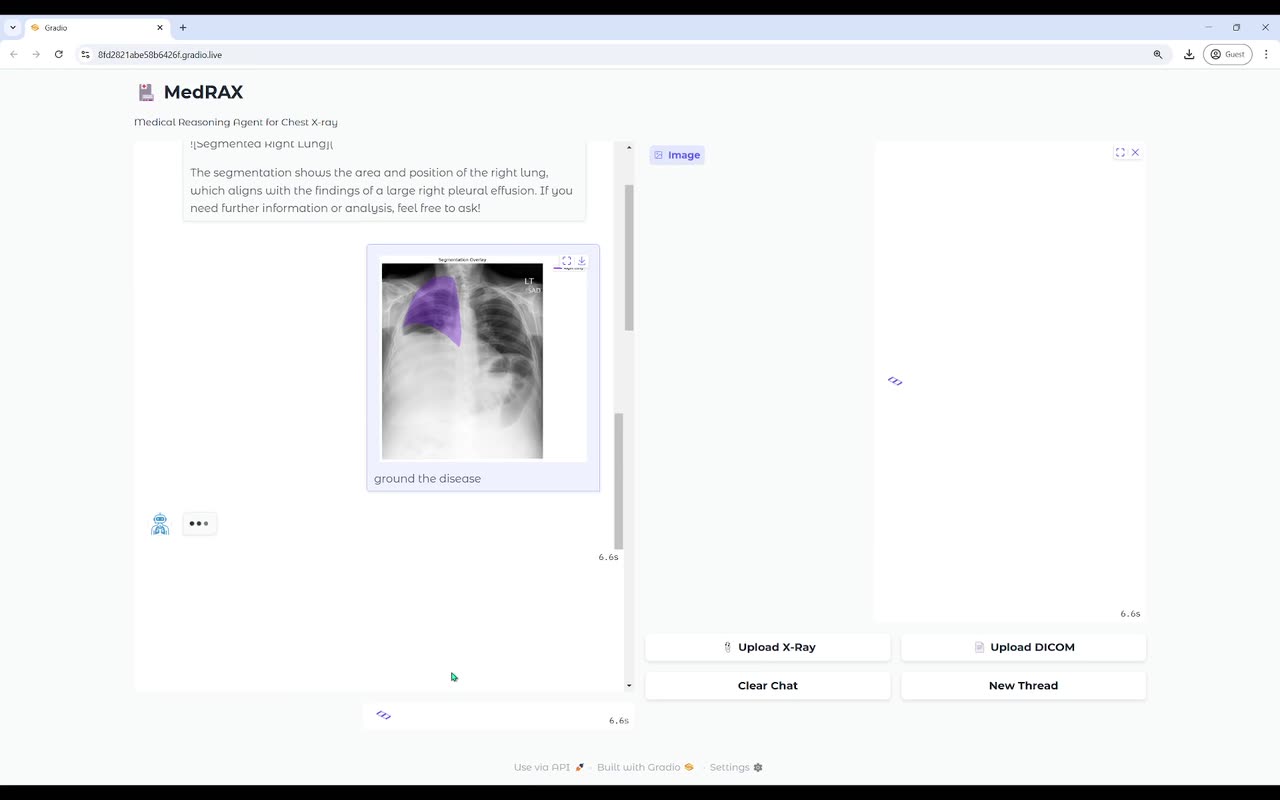 Gradio
8fd2821abe58b6426f.gradio.live
Guest
MedRAX
Medical Reasoning Agent for Chest X-ray
![Segmented Right Lung](
The segmentation shows the area and position of the right lung,
which aligns with the findings of a large right pleural effusion. If you
need further information or analysis, feel free to ask!
Segmentation Overlay
LT
ground the disease
6.6s
Image
6.6s
Upload X-Ray
Upload DICOM
Clear Chat
New Thread
6.6s
Use via API · Built with Gradio · Settings